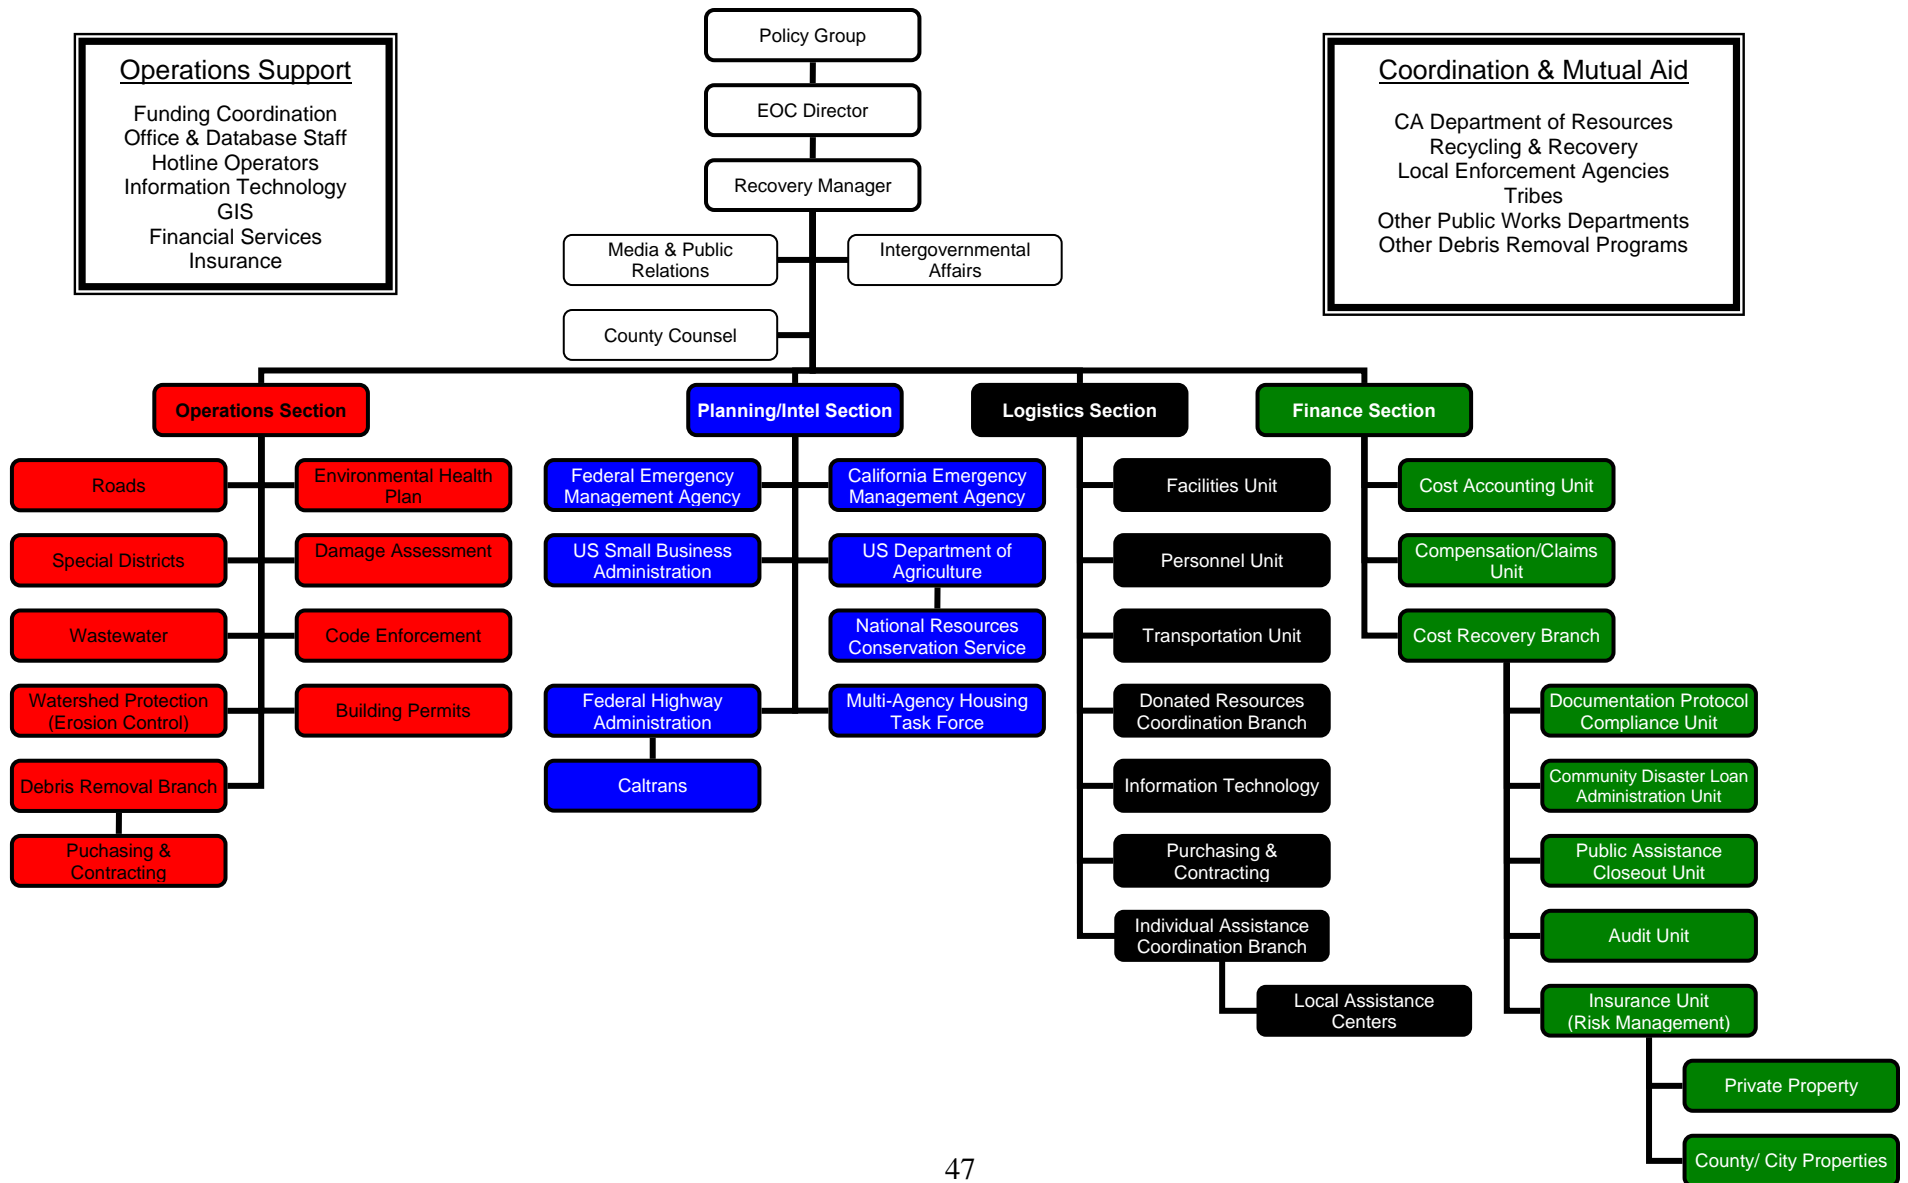 Policy Group
Operations Support
Funding Coordination
Office & Database Staff
Hotline Operators
Information Technology
GIS
Financial Services
Insurance
Coordination & Mutual Aid
CA Department of Resources
Recycling & Recovery
Local Enforcement Agencies
Tribes
Other Public Works Departments
Other Debris Removal Programs
EOC Director
Recovery Manager
Media & Public
Relations
Intergovernmental
Affairs
County Counsel
Operations Section
Roads
Environmental Health
Plan
Special Districts
Damage Assessment
Wastewater
Code Enforcement
Watershed Protection
(Erosion Control)
Building Permits
Debris Removal Branch
Puchasing &
Contracting
Planning/Intel Section
Federal Emergency
Management Agency
California Emergency
Management Agency
US Small Business
Administration
US Department of
Agriculture
National Resources
Conservation Service
Federal Highway
Administration
Multi-Agency Housing
Task Force
Caltrans
Logistics Section
Facilities Unit
Personnel Unit
Transportation Unit
Donated Resources
Coordination Branch
Information Technology
Purchasing &
Contracting
Individual Assistance
Coordination Branch
Local Assistance
Centers
Finance Section
Cost Accounting Unit
Compensation/Claims
Unit
Cost Recovery Branch
Documentation Protocol
Compliance Unit
Community Disaster Loan
Administration Unit
Public Assistance
Closeout Unit
Audit Unit
Insurance Unit
(Risk Management)
Private Property
County/ City Properties
47